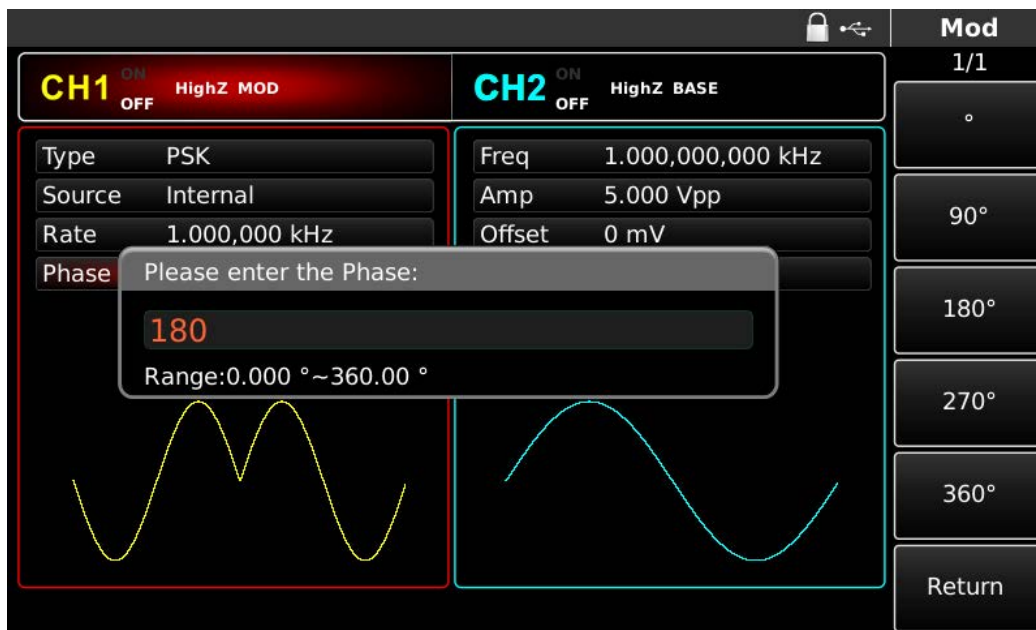 Mod
1/1
CH1 ON OFF HighZ MOD
CH2 ON OFF HighZ BASE
Type PSK
Source Internal
Rate 1.000,000 kHz
Phase
Freq 1.000,000,000 kHz
Amp 5.000 Vpp
Offset 0 mV
Please enter the Phase:
180
Range:0.000 °~360.00 °
°
90°
180°
270°
360°
Return